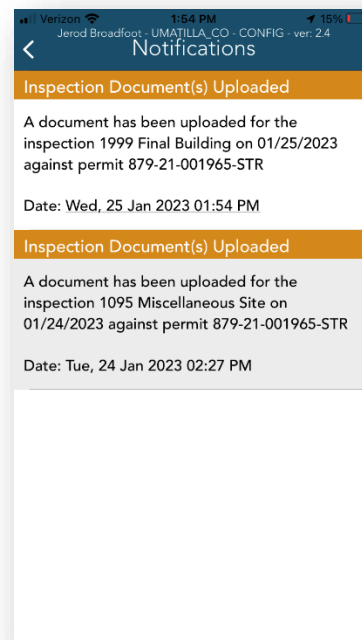 Verizon 1:54 PM 15%
Jerod Broadfoot - UMATILLA_CO - CONFIG - ver: 2.4
Notifications
Inspection Document(s) Uploaded
A document has been uploaded for the
inspection 1999 Final Building on 01/25/2023
against permit 879-21-001965-STR
Date: Wed, 25 Jan 2023 01:54 PM
Inspection Document(s) Uploaded
A document has been uploaded for the
inspection 1095 Miscellaneous Site on
01/24/2023 against permit 879-21-001965-STR
Date: Tue, 24 Jan 2023 02:27 PM